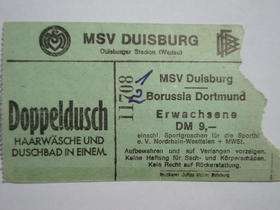 MSV DUISBURG
Duisburger Stadion (Wedau)
Doppeldusch
HAARWÄSCHE UND
DUSCHBAD IN EINEM.
11708
1
2
MSV Duisburg
Borussia Dortmund
Erwachsene
DM 9,—
einschl. Sportgroschen für die Sporthilfe
e.V. Nordrhein-Westfalen + MWSt.
Aufbewahren und auf Verlangen vorzeigen.
Keine Haftung für Sach- und Körperschäden.
Kein Recht auf Rückerstattung.
Duisburg